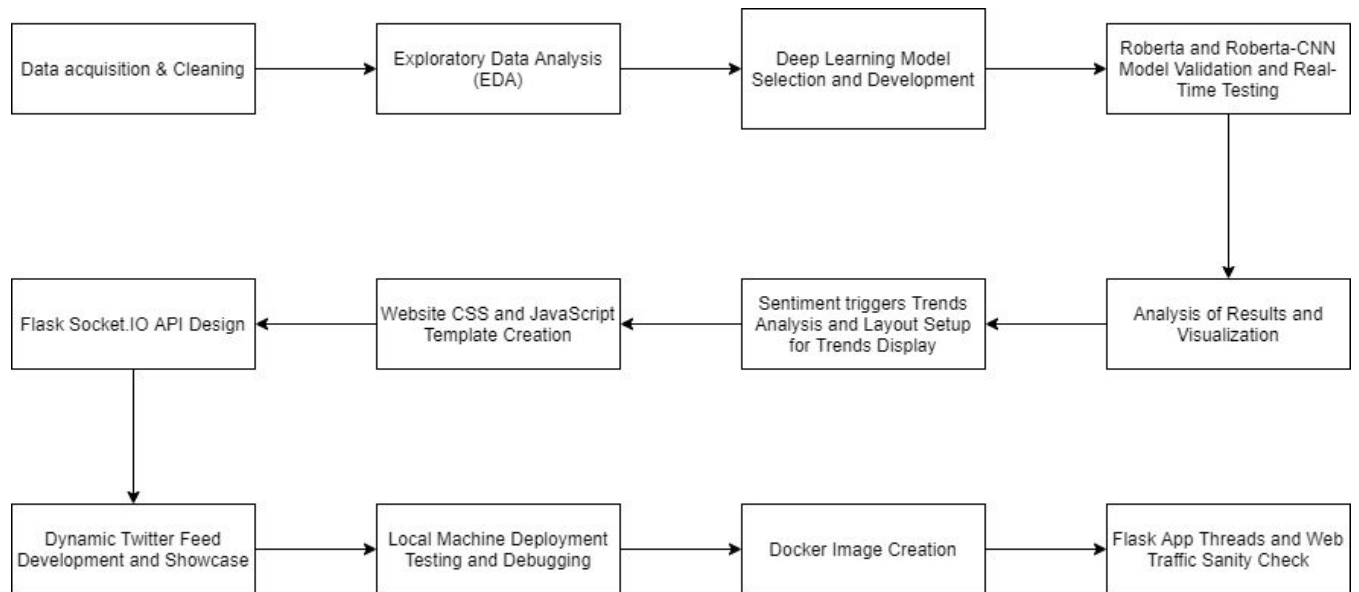 Data acquisition & Cleaning
Exploratory Data Analysis
(EDA)
Deep Learning Model
Selection and Development
Roberta and Roberta-CNN
Model Validation and Real-
Time Testing
Flask Socket.IO API Design
Website CSS and JavaScript
Template Creation
Sentiment triggers Trends
Analysis and Layout Setup
for Trends Display
Analysis of Results and
Visualization
Dynamic Twitter Feed
Development and Showcase
Local Machine Deployment
Testing and Debugging
Docker Image Creation
Flask App Threads and Web
Traffic Sanity Check